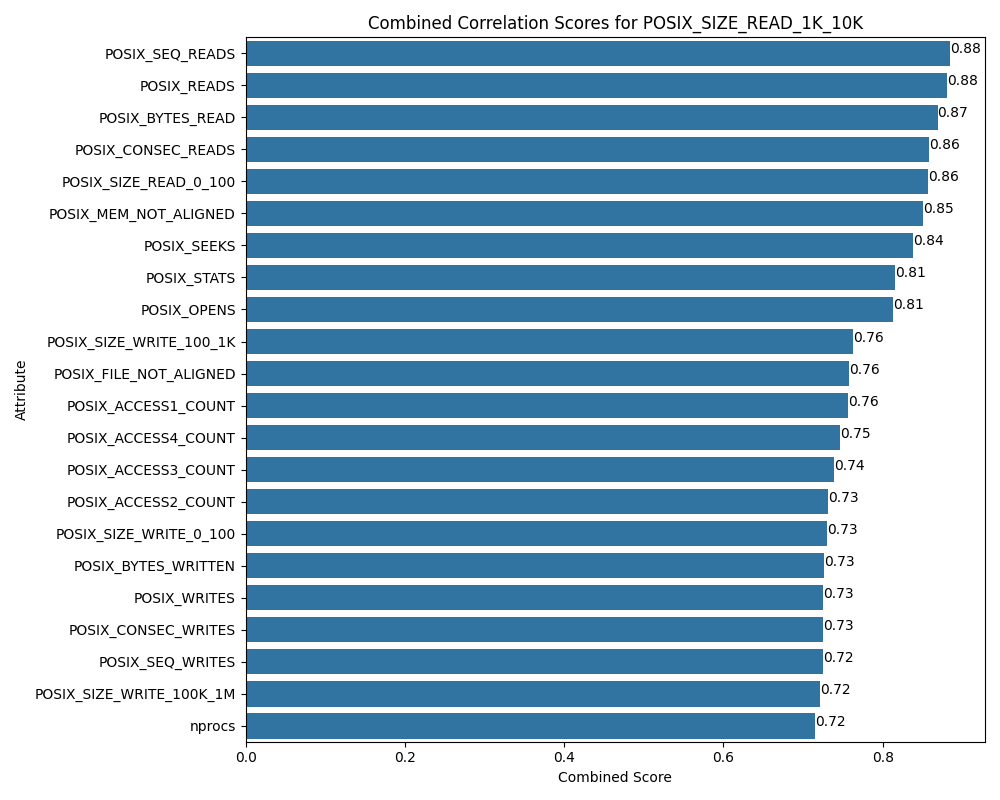 Combined Correlation Scores for POSIX_SIZE_READ_1K_10K
POSIX_SEQ_READS 0.88
POSIX_READS 0.88
POSIX_BYTES_READ 0.87
POSIX_CONSEC_READS 0.86
POSIX_SIZE_READ_0_100 0.86
POSIX_MEM_NOT_ALIGNED 0.85
POSIX_SEEKS 0.84
POSIX_STATS 0.81
POSIX_OPENS 0.81
POSIX_SIZE_WRITE_100_1K 0.76
POSIX_FILE_NOT_ALIGNED 0.76
POSIX_ACCESS1_COUNT 0.76
POSIX_ACCESS4_COUNT 0.75
POSIX_ACCESS3_COUNT 0.74
POSIX_ACCESS2_COUNT 0.73
POSIX_SIZE_WRITE_0_100 0.73
POSIX_BYTES_WRITTEN 0.73
POSIX_WRITES 0.73
POSIX_CONSEC_WRITES 0.73
POSIX_SEQ_WRITES 0.72
POSIX_SIZE_WRITE_100K_1M 0.72
nprocs 0.72
Attribute
0.0 0.2 0.4 0.6 0.8
Combined Score